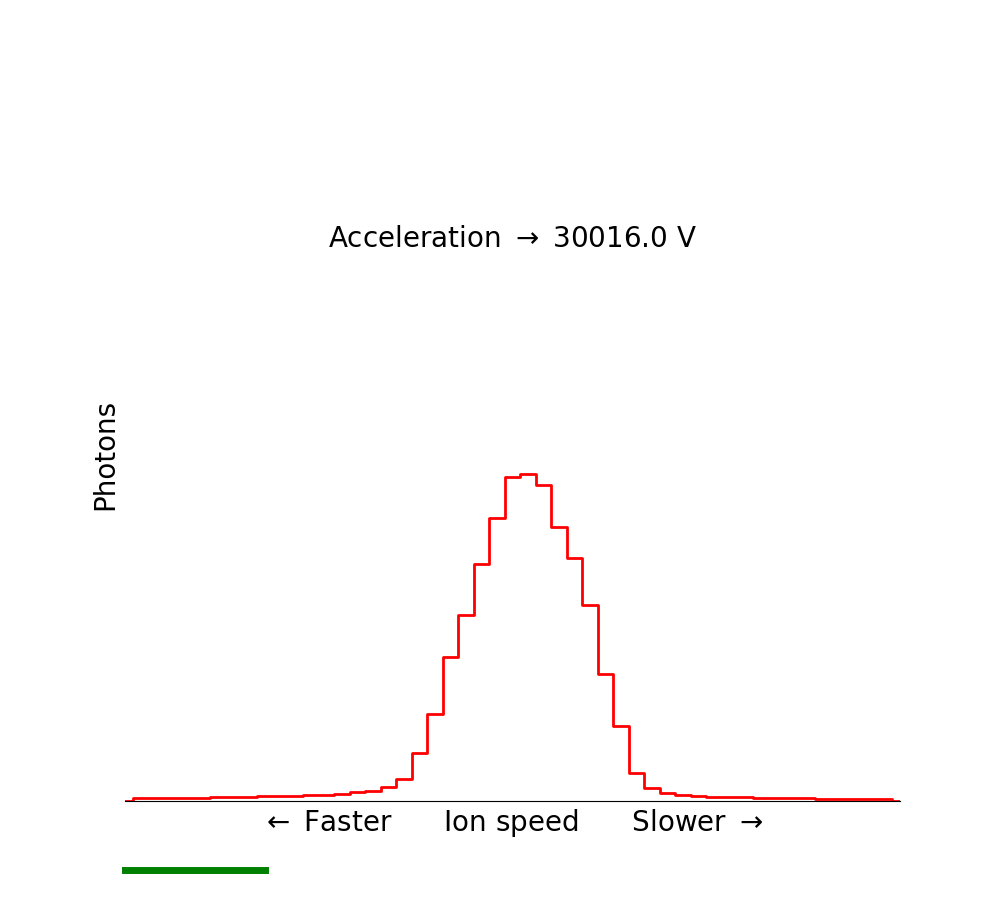 Acceleration → 30016.0 V
Photons
← Faster Ion speed Slower →